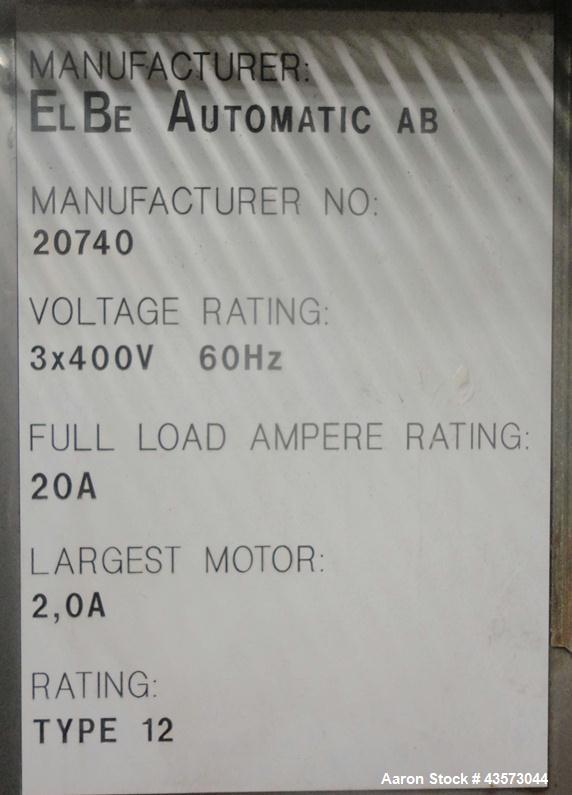 MANUFACTURER:
ELBE AUTOMATIC AB
MANUFACTURER NO:
20740
VOLTAGE RATING:
3x400V 60Hz
FULL LOAD AMPERE RATING:
20A
LARGEST MOTOR:
2,0A
RATING:
TYPE 12
Aaron Stock # 43573044